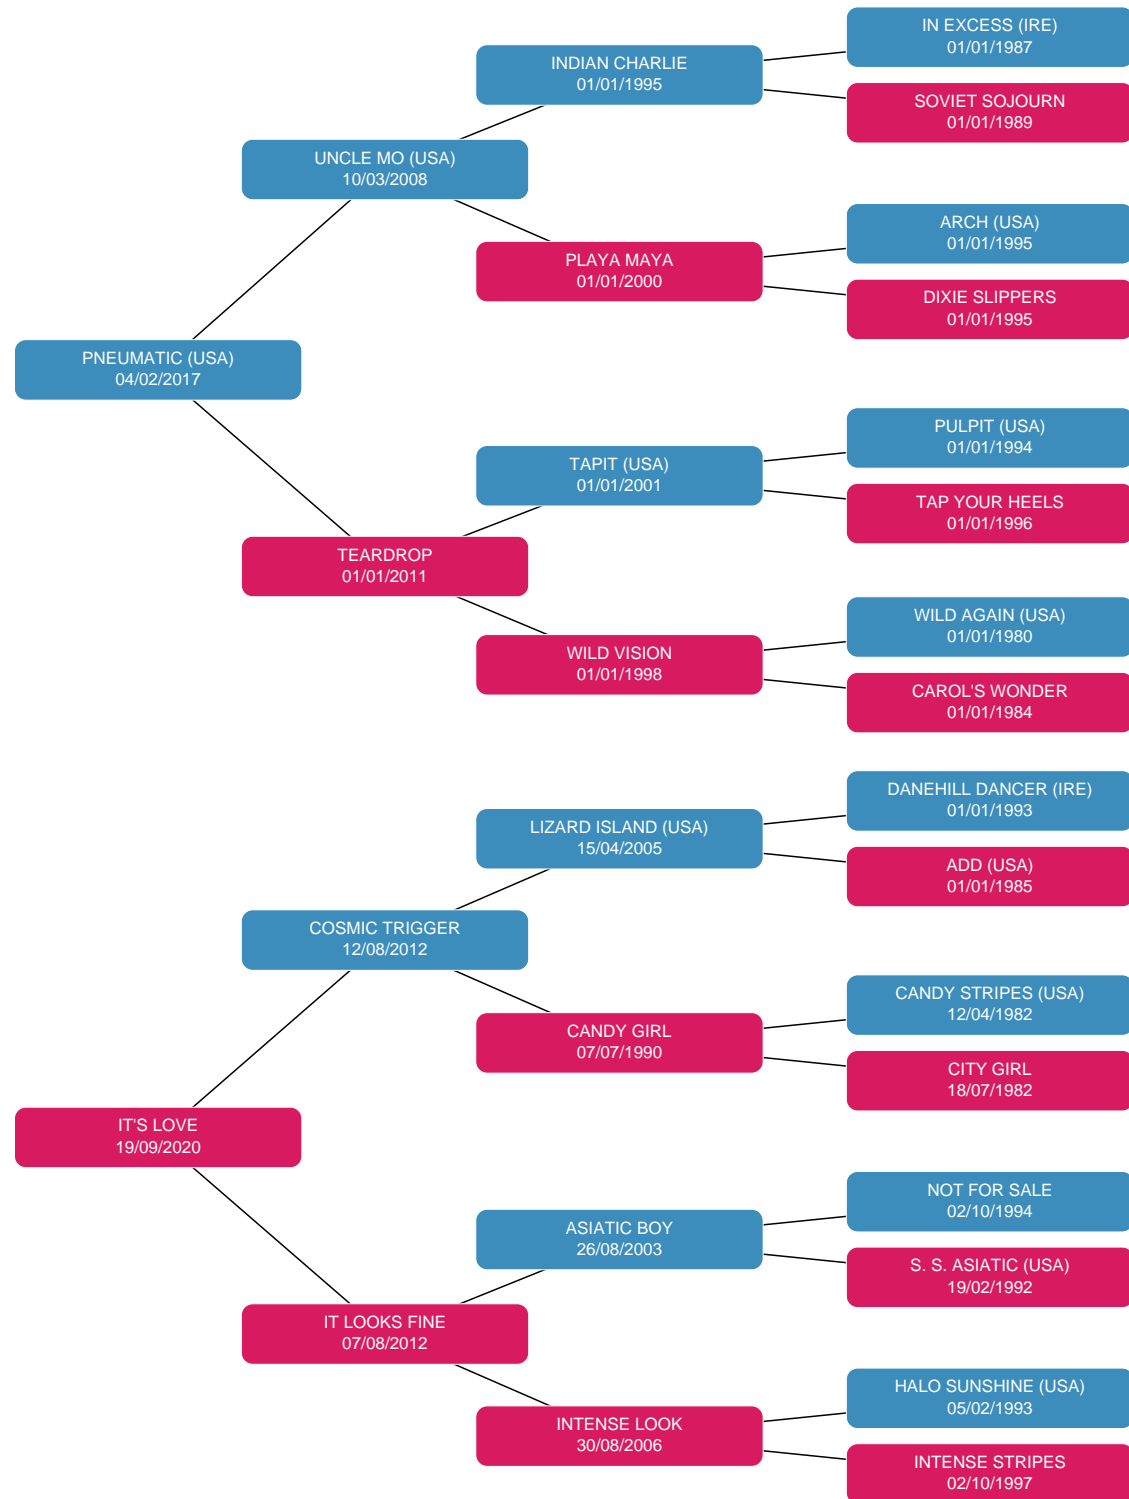 IN EXCESS (IRE)
01/01/1987
INDIAN CHARLIE
01/01/1995
SOVIET SOJOURN
01/01/1989
UNCLE MO (USA)
10/03/2008
ARCH (USA)
01/01/1995
PLAYA MAYA
01/01/2000
DIXIE SLIPPERS
01/01/1995
PNEUMATIC (USA)
04/02/2017
PULPIT (USA)
01/01/1994
TAPIT (USA)
01/01/2001
TAP YOUR HEELS
01/01/1996
TEARDROP
01/01/2011
WILD AGAIN (USA)
01/01/1980
WILD VISION
01/01/1998
CAROL'S WONDER
01/01/1984
DANEHILL DANCER (IRE)
01/01/1993
LIZARD ISLAND (USA)
15/04/2005
ADD (USA)
01/01/1985
COSMIC TRIGGER
12/08/2012
CANDY STRIPES (USA)
12/04/1982
CANDY GIRL
07/07/1990
CITY GIRL
18/07/1982
IT'S LOVE
19/09/2020
NOT FOR SALE
02/10/1994
ASIATIC BOY
26/08/2003
S. S. ASIATIC (USA)
19/02/1992
IT LOOKS FINE
07/08/2012
HALO SUNSHINE (USA)
05/02/1993
INTENSE LOOK
30/08/2006
INTENSE STRIPES
02/10/1997